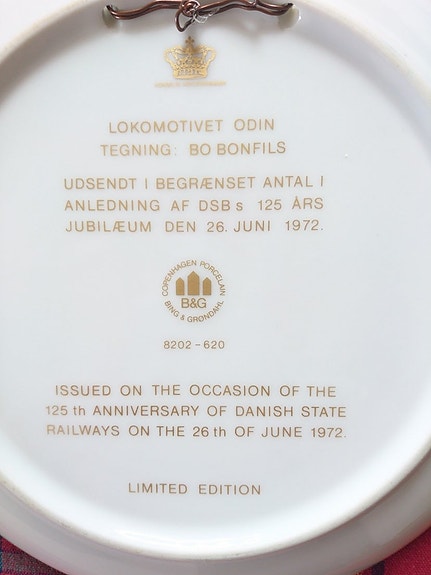 LOKOMOTIVET ODIN
TEGNING: BO BONFILS
UDSENDT I BEGRÆNSET ANTAL I
ANLEDNING AF DSBs 125 ÅRS
JUBILÆUM DEN 26. JUNI 1972.
COPENHAGEN PORCELAIN
B&G
BING & GRØNDAHL
8202-620
ISSUED ON THE OCCASION OF THE
125 th ANNIVERSARY OF DANISH STATE
RAILWAYS ON THE 26 th OF JUNE 1972.
LIMITED EDITION